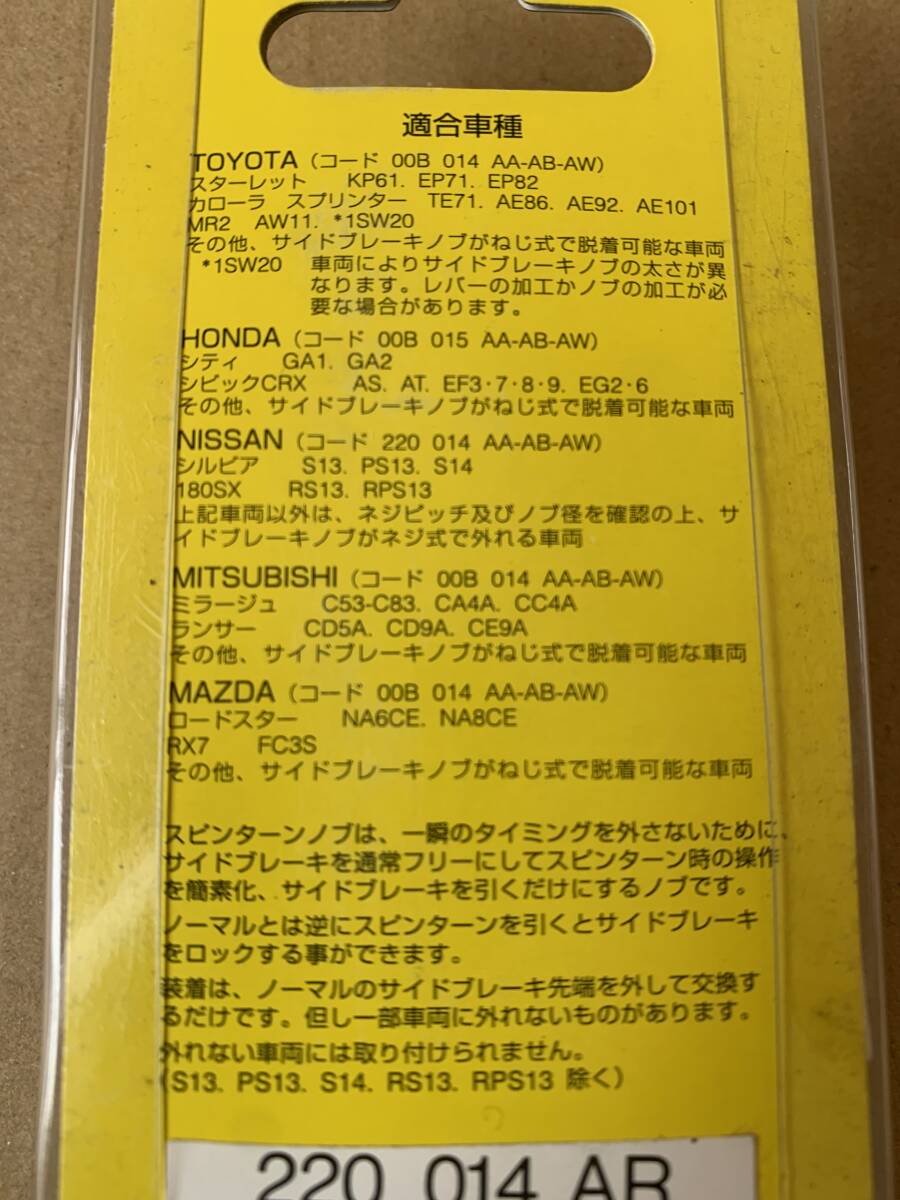 適合車種
TOYOTA (コード 00B 014 AA-AB-AW)
スターレット KP61. EP71. EP82
カローラ スプリンター TE71. AE86. AE92. AE101
MR2 AW11. *1SW20
その他、サイドブレーキノブがねじ式で脱着可能な車両
*1SW20 車両によりサイドブレーキノブの太さが異
なります。レバーの加工かノブの加工が必
要な場合があります。
HONDA (コード 00B 015 AA-AB-AW)
シティ GA1. GA2
シビックCRX AS. AT. EF3・7・8・9. EG2・6
その他、サイドブレーキノブがねじ式で脱着可能な車両
NISSAN (コード 220 014 AA-AB-AW)
シルビア S13. PS13. S14
180SX RS13. RPS13
上記車両以外は、ネジピッチ及びノブ径を確認の上、サ
イドブレーキノブがネジ式で外れる車両
MITSUBISHI (コード 00B 014 AA-AB-AW)
ミラージュ C53-C83. CA4A. CC4A
ランサー CD5A. CD9A. CE9A
その他、サイドブレーキノブがねじ式で脱着可能な車両
MAZDA (コード 00B 014 AA-AB-AW)
ロードスター NA6CE. NA8CE
RX7 FC3S
その他、サイドブレーキノブがねじ式で脱着可能な車両
スピンターンノブは、一瞬のタイミングを外さないために、
サイドブレーキを通常フリーにしてスピンターン時の操作
を簡素化、サイドブレーキを引くだけにするノブです。
ノーマルとは逆にスピンターンを引くとサイドブレーキ
をロックする事ができます。
装着は、ノーマルのサイドブレーキ先端を外して交換す
るだけです。但し一部車両に外れないものがあります。
外れない車両には取り付けられません。
(S13. PS13. S14. RS13. RPS13 除く)
220 014